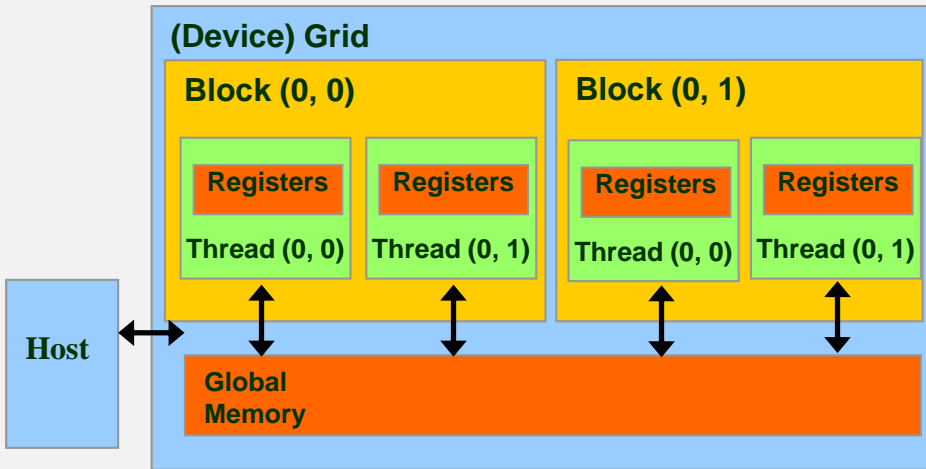 (Device) Grid
Block (0, 0)
Block (0, 1)
Registers
Registers
Registers
Registers
Thread (0, 0)
Thread (0, 1)
Thread (0, 0)
Thread (0, 1)
Host
Global
Memory